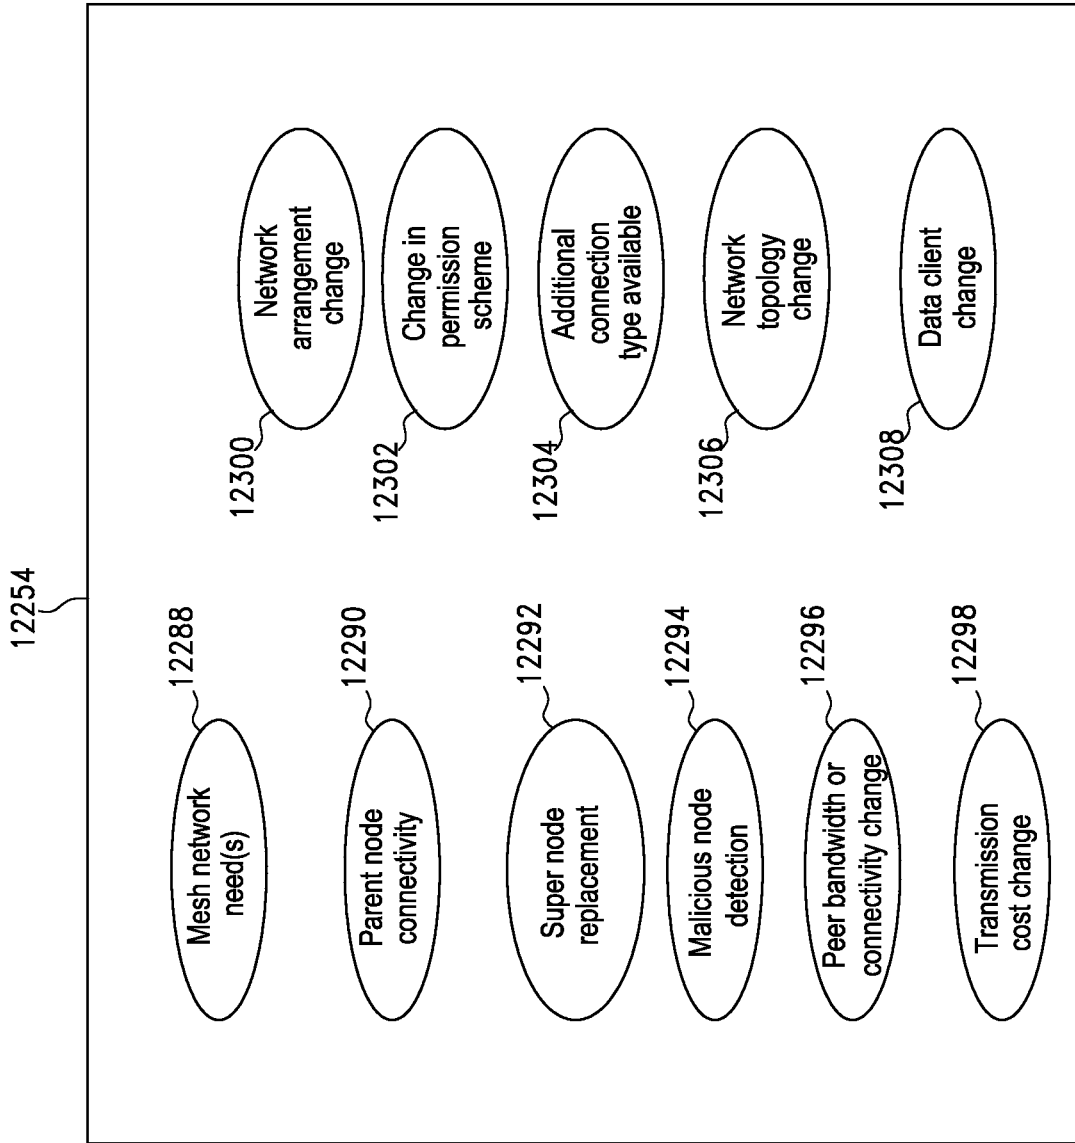 12254
12288
Mesh network
need(s)
12290
Parent node
connectivity
12292
Super node
replacement
12294
Malicious node
detection
12296
Peer bandwidth or
connectivity change
12298
Transmission
cost change
12300
Network
arrangement
change
12302
Change in
permission
scheme
12304
Additional
connection
type available
12306
Network
topology
change
12308
Data client
change